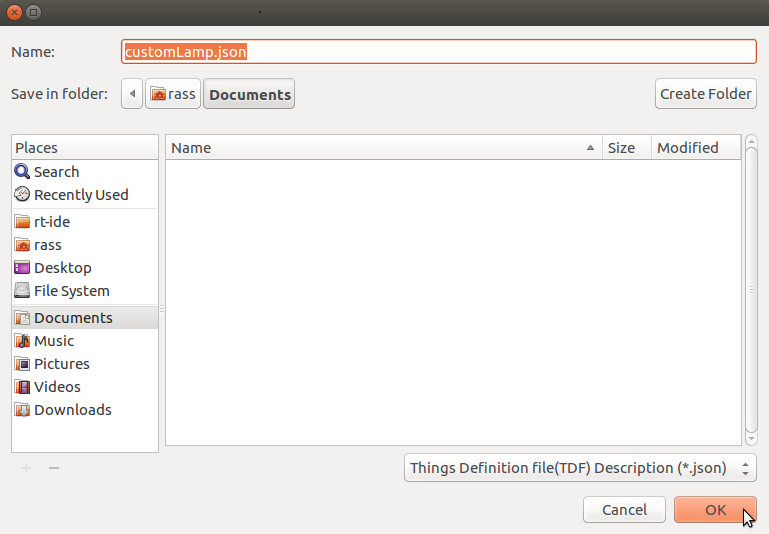 Name: customLamp.json
Save in folder: rass Documents Create Folder
Places Name Size Modified
Search
Recently Used
rt-ide
rass
Desktop
File System
Documents
Music
Pictures
Videos
Downloads
Things Definition file(TDF) Description (*.json)
Cancel OK